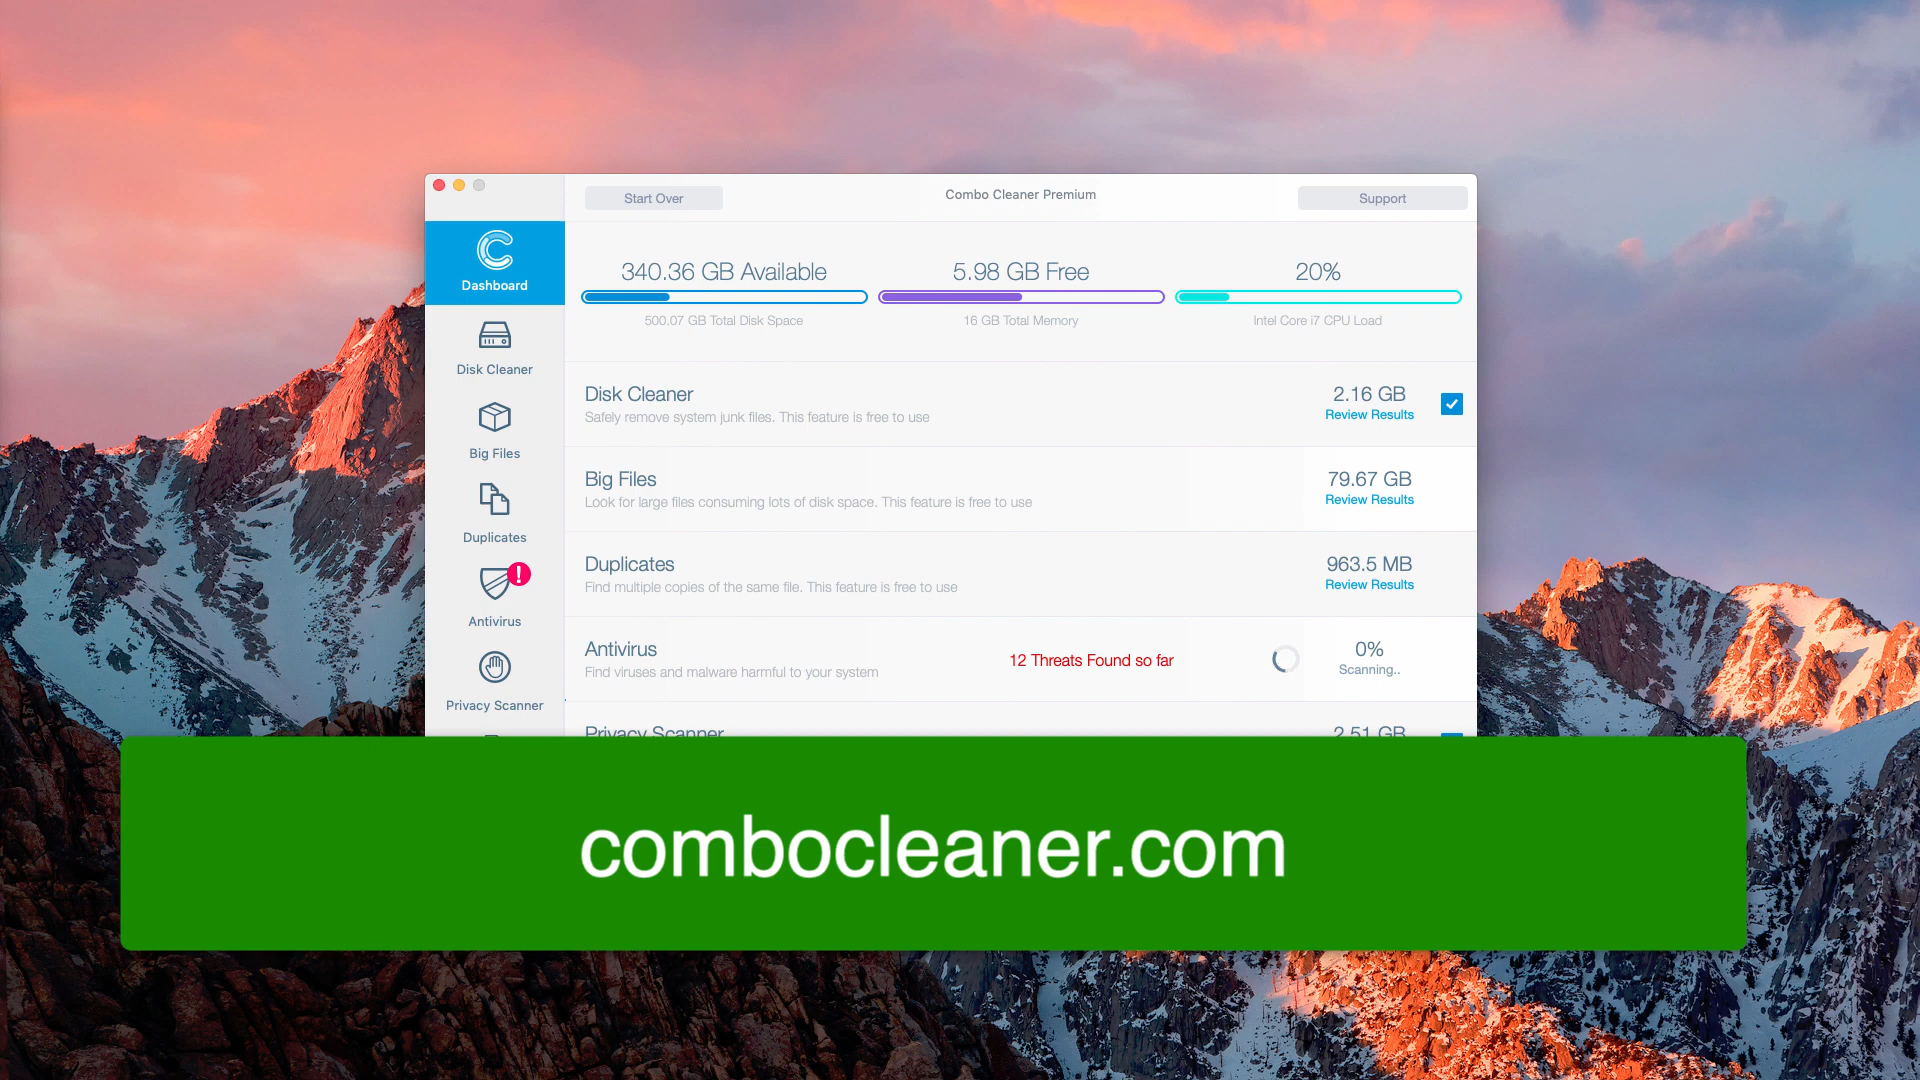 Start Over
Combo Cleaner Premium
Support
Dashboard
340.36 GB Available
5.98 GB Free
20%
500.07 GB Total Disk Space
16 GB Total Memory
Intel Core i7 CPU Load
Disk Cleaner
Disk Cleaner
Safely remove system junk files. This feature is free to use
2.16 GB
Review Results
Big Files
Big Files
Look for large files consuming lots of disk space. This feature is free to use
79.67 GB
Review Results
Duplicates
Duplicates
Find multiple copies of the same file. This feature is free to use
963.5 MB
Review Results
Antivirus
Antivirus
Find viruses and malware harmful to your system
12 Threats Found so far
0%
Scanning..
Privacy Scanner
Privacy Scanner
2.51 GB
combocleaner.com